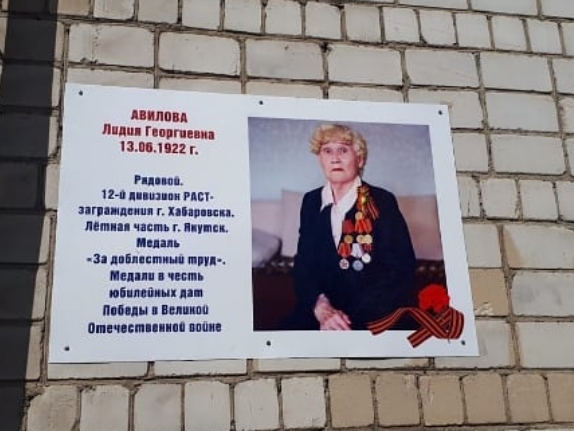 АВИЛОВА
Лидия Георгиевна
13.06.1922 г.
Рядовой.
12-й дивизион РАСТ-
заграждения г. Хабаровска.
Лётная часть г. Якутск.
Медаль
«За доблестный труд».
Медали в честь
юбилейных дат
Победы в Великой
Отечественной войне